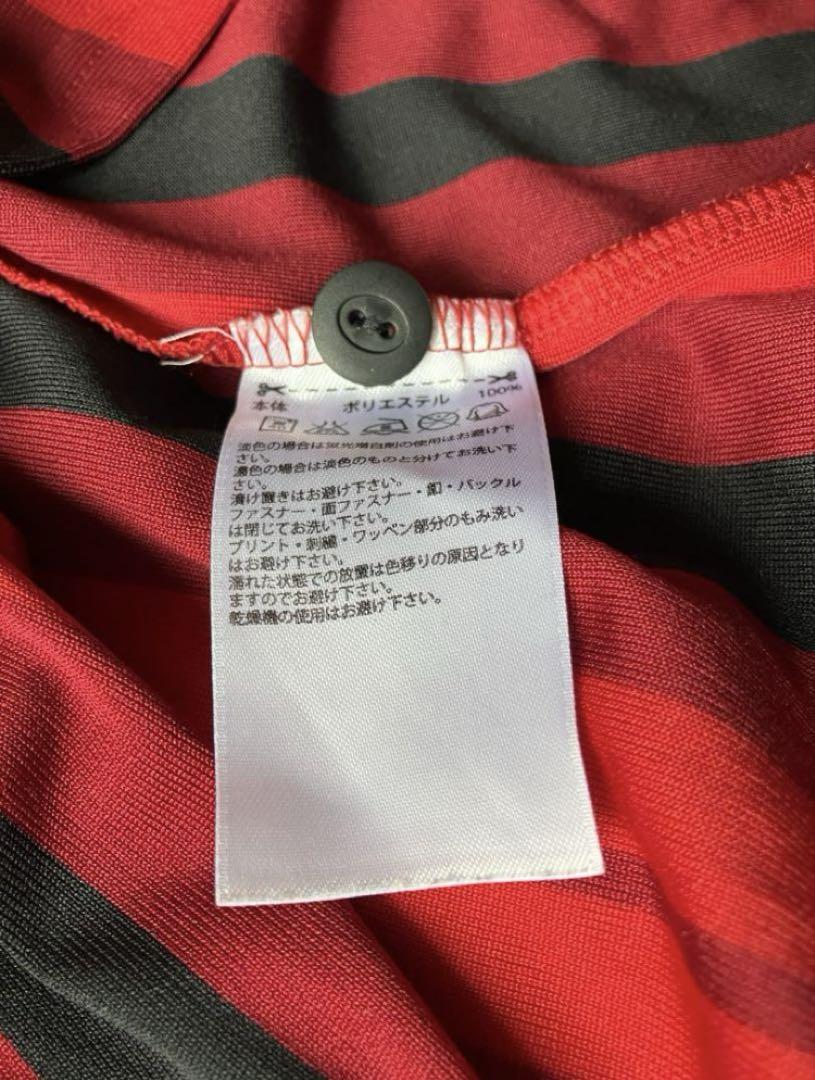 本体 ポリエステル 100%
淡色の場合は蛍光増白剤の使用はお避け下
さい。
濃色の場合は淡色のものと分けてお洗い下
さい。
漬け置きはお避け下さい。
ファスナー・面ファスナー・釦・バックル
は閉じてお洗い下さい。
プリント・刺繍・ワッペン部分のもみ洗い
はお避け下さい。
濡れた状態での放置は色移りの原因となり
ますのでお避け下さい。
乾燥機の使用はお避け下さい。